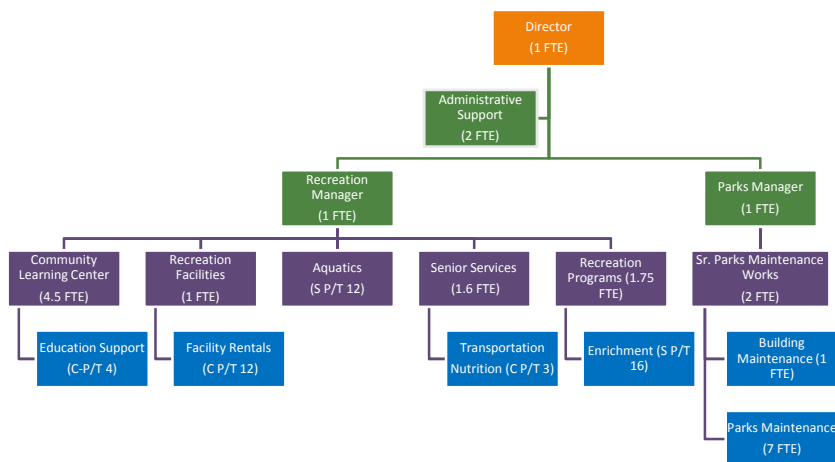 Director
(1 FTE)
Administrative
Support
(2 FTE)
Recreation
Manager
(1 FTE)
Parks Manager
(1 FTE)
Community
Learning Center
(4.5 FTE)
Recreation
Facilities
(1 FTE)
Aquatics
(S P/T 12)
Senior Services
(1.6 FTE)
Recreation
Programs (1.75
FTE)
Sr. Parks Maintenance
Works
(2 FTE)
Education Support
(C-P/T 4)
Facility Rentals
(C P/T 12)
Transportation
Nutrition (C P/T 3)
Enrichment (S P/T
16)
Building
Maintenance (1
FTE)
Parks Maintenance
(7 FTE)